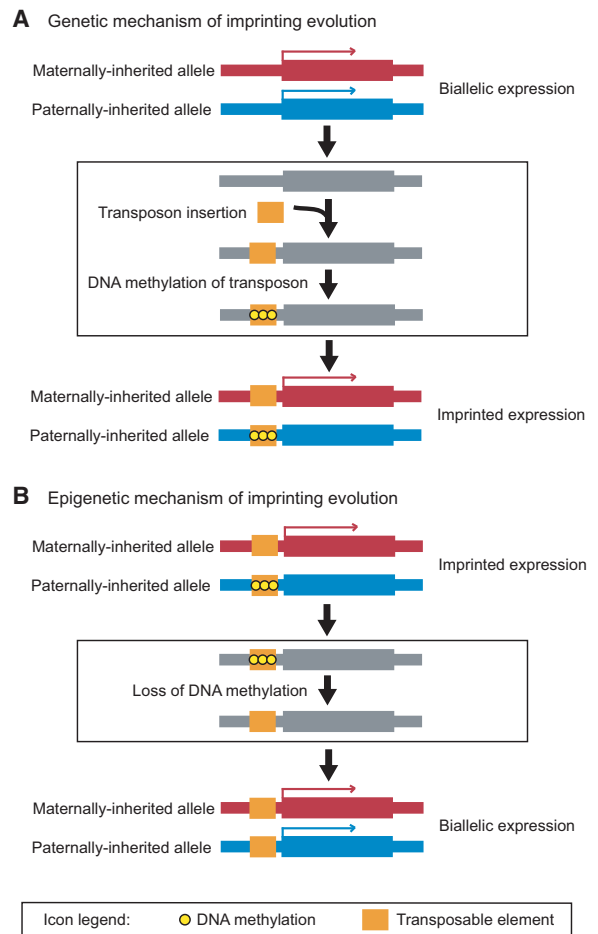 A Genetic mechanism of imprinting evolution
Maternally-inherited allele
Biallelic expression
Paternally-inherited allele
Transposon insertion
DNA methylation of transposon
Maternally-inherited allele
Imprinted expression
Paternally-inherited allele
B Epigenetic mechanism of imprinting evolution
Maternally-inherited allele
Imprinted expression
Paternally-inherited allele
Loss of DNA methylation
Maternally-inherited allele
Biallelic expression
Paternally-inherited allele
Icon legend: DNA methylation Transposable element